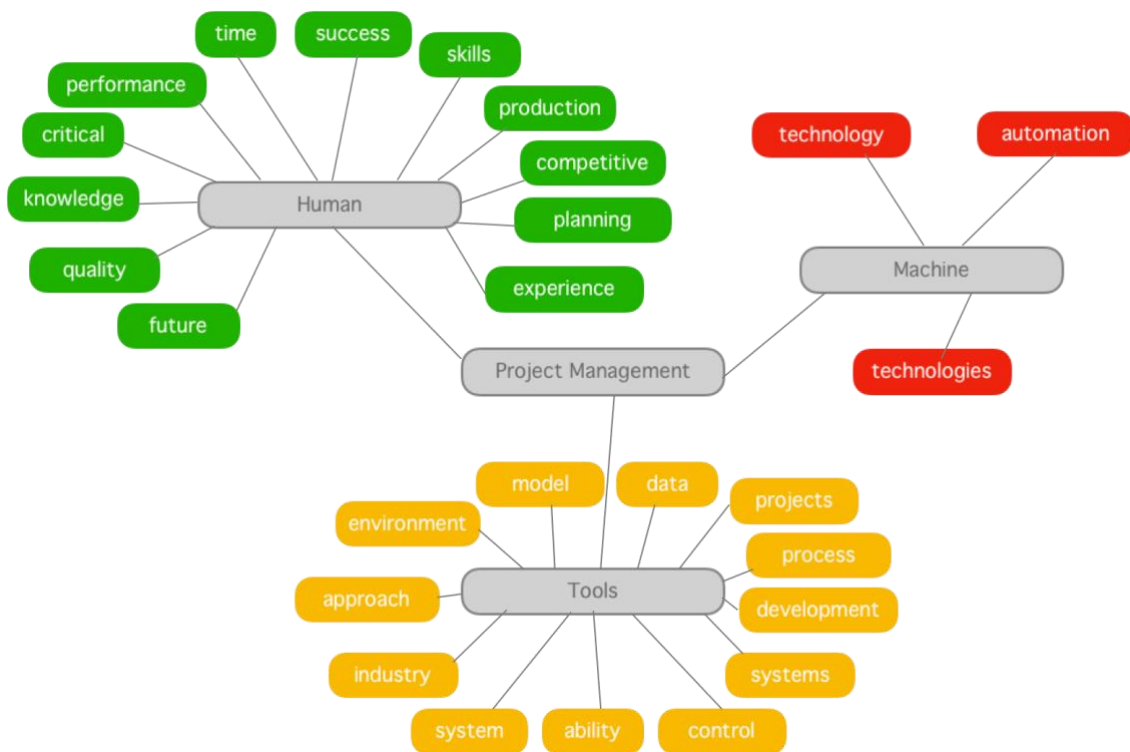 time
success
skills
performance
production
critical
technology
automation
competitive
knowledge
Human
planning
quality
Machine
experience
future
Project Management
technologies
model
data
projects
environment
process
Tools
approach
development
industry
systems
system
ability
control